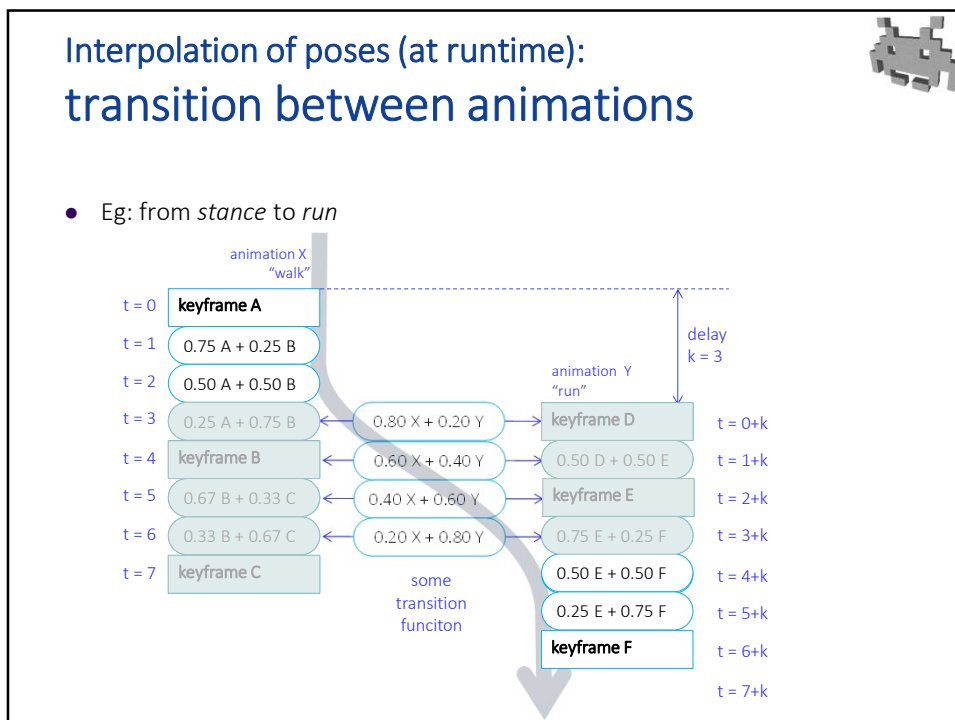 Interpolation of poses (at runtime):
transition between animations
● Eg: from stance to run
animation X
“walk”
t = 0 keyframe A
delay
k = 3
t = 1 0.75 A + 0.25 B
t = 2 0.50 A + 0.50 B
animation Y
“run”
t = 3 0.25 A + 0.75 B 0.80 X + 0.20 Y keyframe D t = 0+k
t = 4 keyframe B 0.60 X + 0.40 Y 0.50 D + 0.50 E t = 1+k
t = 5 0.67 B + 0.33 C 0.40 X + 0.60 Y keyframe E t = 2+k
t = 6 0.33 B + 0.67 C 0.20 X + 0.80 Y 0.75 E + 0.25 F t = 3+k
t = 7 keyframe C 0.50 E + 0.50 F t = 4+k
some
transition
funciton
0.25 E + 0.75 F t = 5+k
keyframe F t = 6+k
t = 7+k